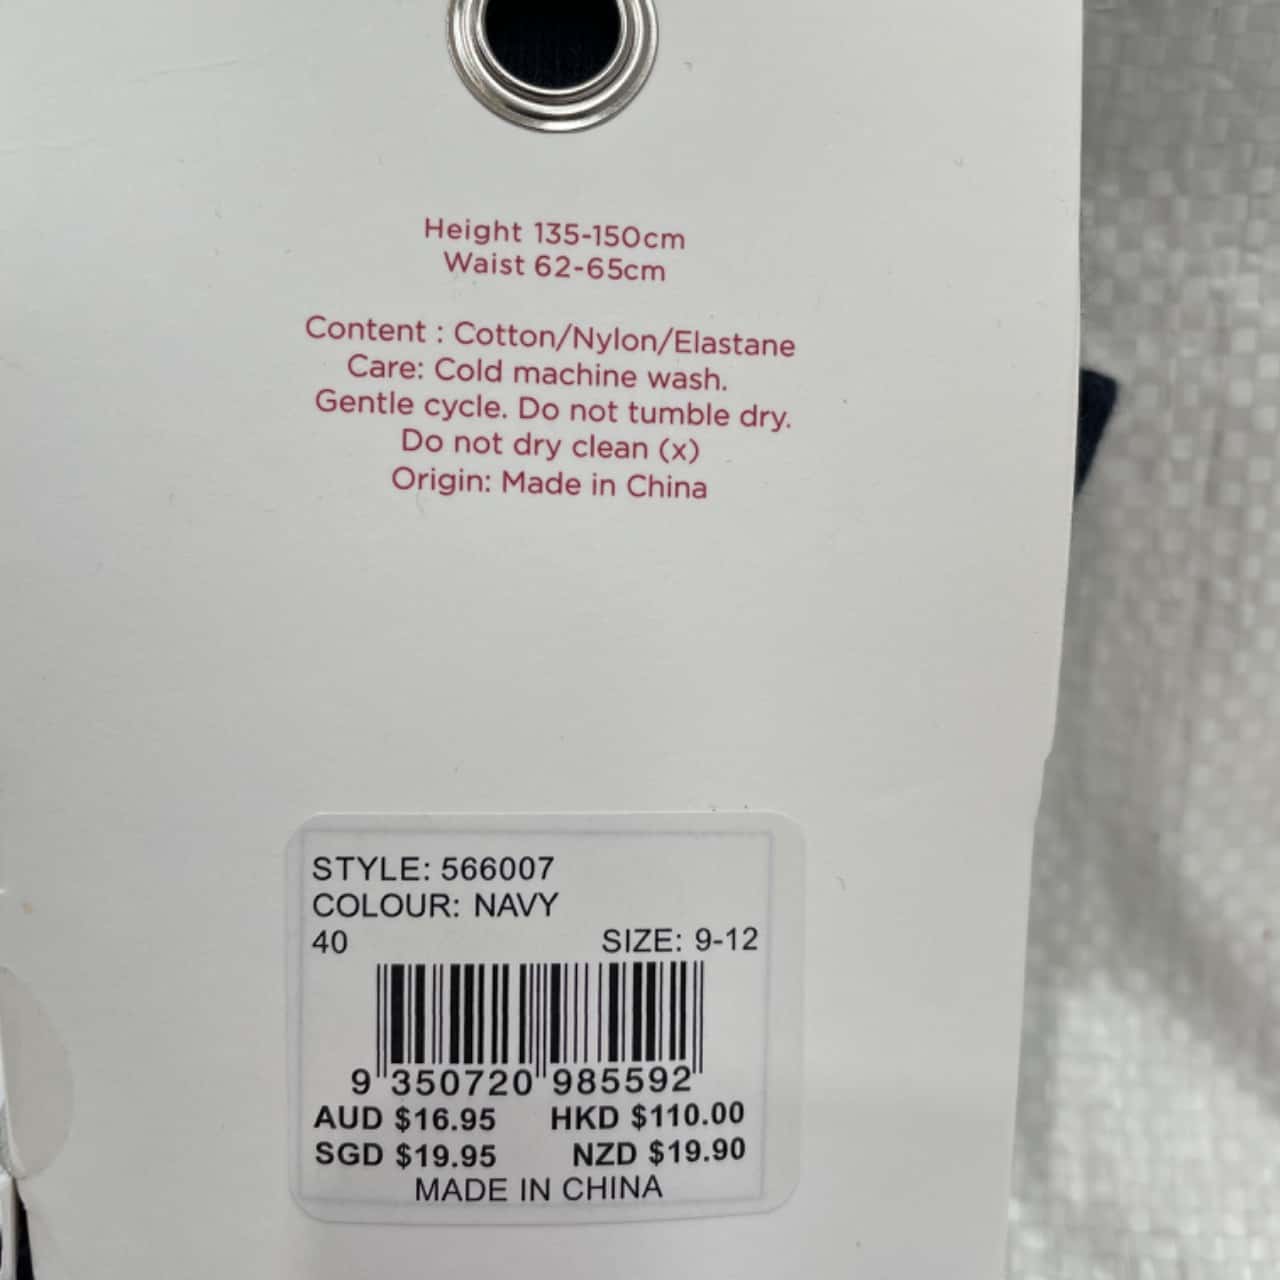 Height 135-150cm
Waist 62-65cm
Content : Cotton/Nylon/Elastane
Care: Cold machine wash.
Gentle cycle. Do not tumble dry.
Do not dry clean (x)
Origin: Made in China
STYLE: 566007
COLOUR: NAVY
40 SIZE: 9-12
9 350720 985592
AUD $16.95 HKD $110.00
SGD $19.95 NZD $19.90
MADE IN CHINA